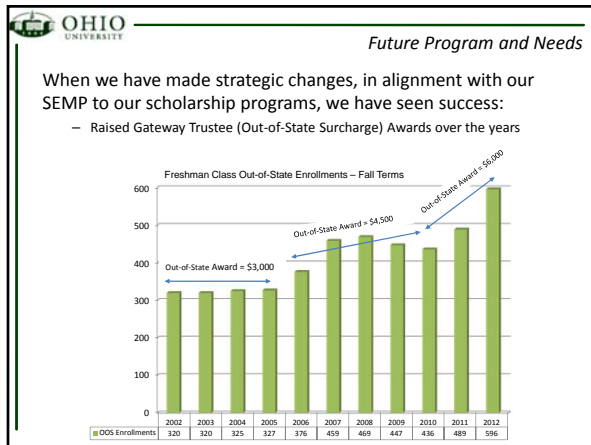 OHIO
UNIVERSITY
Future Program and Needs
When we have made strategic changes, in alignment with our
SEMP to our scholarship programs, we have seen success:
– Raised Gateway Trustee (Out-of-State Surcharge) Awards over the years
Freshman Class Out-of-State Enrollments – Fall Terms
Out-of-State Award = $3,000
Out-of-State Award = $4,500
Out-of-State Award = $6,000
600
500
400
300
200
100
0
2002 2003 2004 2005 2006 2007 2008 2009 2010 2011 2012
OOS Enrollments 320 320 325 327 376 459 469 447 436 489 596